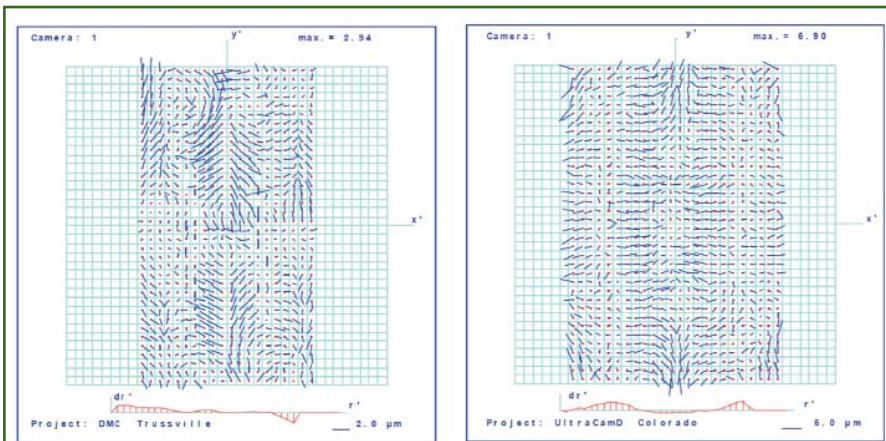 Camera: 1
max.= 2.94
y'
x'
dr'
r'
Project: DMC Trussville
2.0 µm
Camera: 1
max.= 6.90
y'
x'
dr'
r'
Project: UltraCamD Colorado
6.0 µm